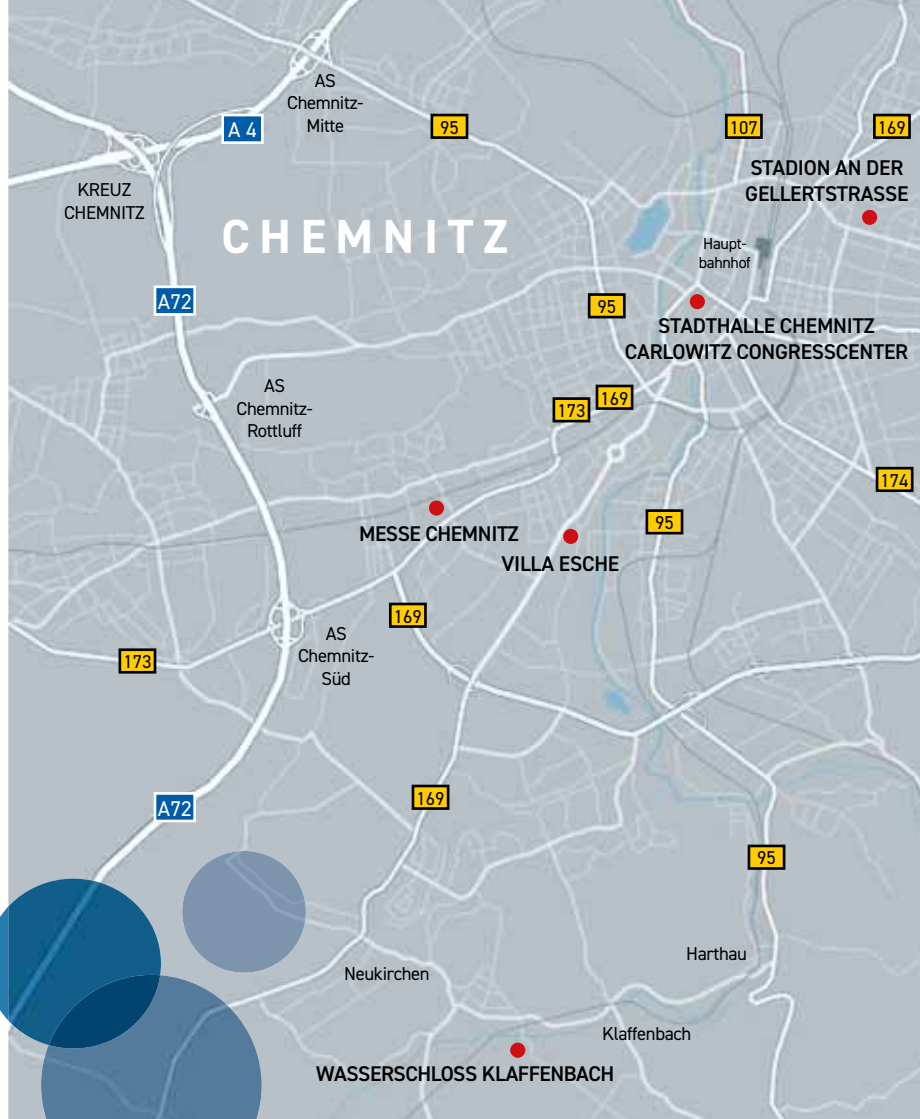 AS
Chemnitz-
Mitte
A 4
95
107
169
STADION AN DER
GELLERTSTRASSE
KREUZ
CHEMNITZ
CHEMNITZ
Haupt-
bahnhof
A72
95
STADTHALLE CHEMNITZ
CARLOWITZ CONGRESSCENTER
AS
Chemnitz-
Rottluff
173
169
174
MESSE CHEMNITZ
95
VILLA ESCHE
169
173
AS
Chemnitz-
Süd
A72
169
95
Neukirchen
Harthau
Klaffenbach
WASSERSCHLOSS KLAFFENBACH